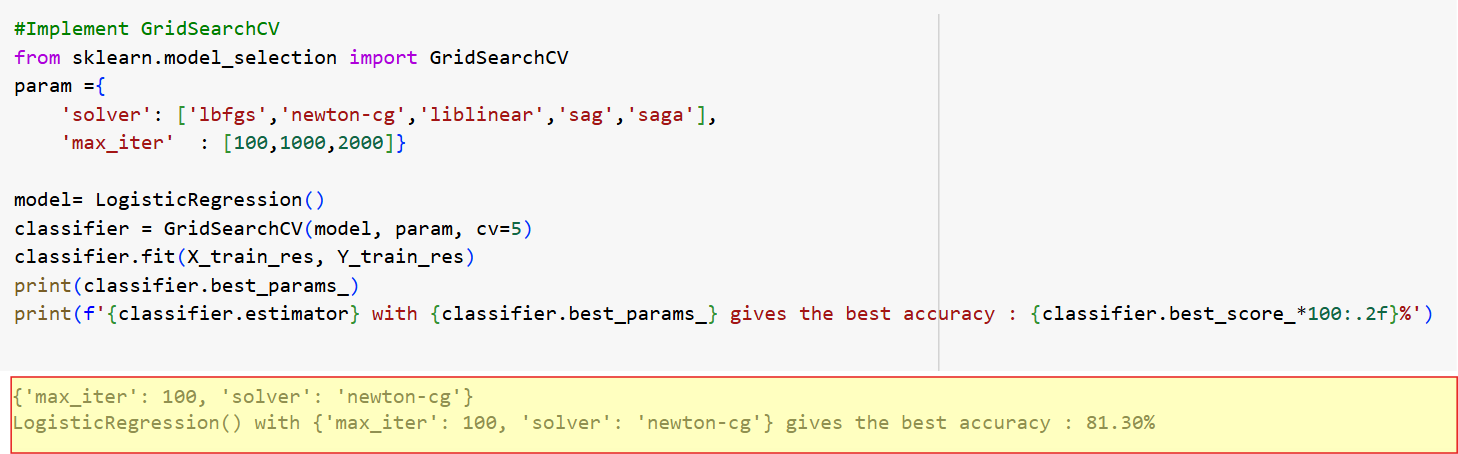 #Implement GridSearchCV
from sklearn.model_selection import GridSearchCV
param ={
    'solver': ['lbfgs','newton-cg','liblinear','sag','saga'],
    'max_iter'  : [100,1000,2000]}

model= LogisticRegression()
classifier = GridSearchCV(model, param, cv=5)
classifier.fit(X_train_res, Y_train_res)
print(classifier.best_params_)
print(f'{classifier.estimator} with {classifier.best_params_} gives the best accuracy : {classifier.best_score_*100:.2f}%')
{'max_iter': 100, 'solver': 'newton-cg'}
LogisticRegression() with {'max_iter': 100, 'solver': 'newton-cg'} gives the best accuracy : 81.30%